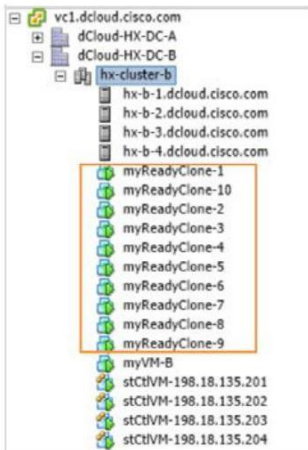 vc1.dcloud.cisco.com
dCloud-HX-DC-A
dCloud-HX-DC-B
hx-cluster-b
hx-b-1.dcloud.cisco.com
hx-b-2.dcloud.cisco.com
hx-b-3.dcloud.cisco.com
hx-b-4.dcloud.cisco.com
myReadyClone-1
myReadyClone-10
myReadyClone-2
myReadyClone-3
myReadyClone-4
myReadyClone-5
myReadyClone-6
myReadyClone-7
myReadyClone-8
myReadyClone-9
myVM-B
stCtlVM-198.18.135.201
stCtlVM-198.18.135.202
stCtlVM-198.18.135.203
stCtlVM-198.18.135.204